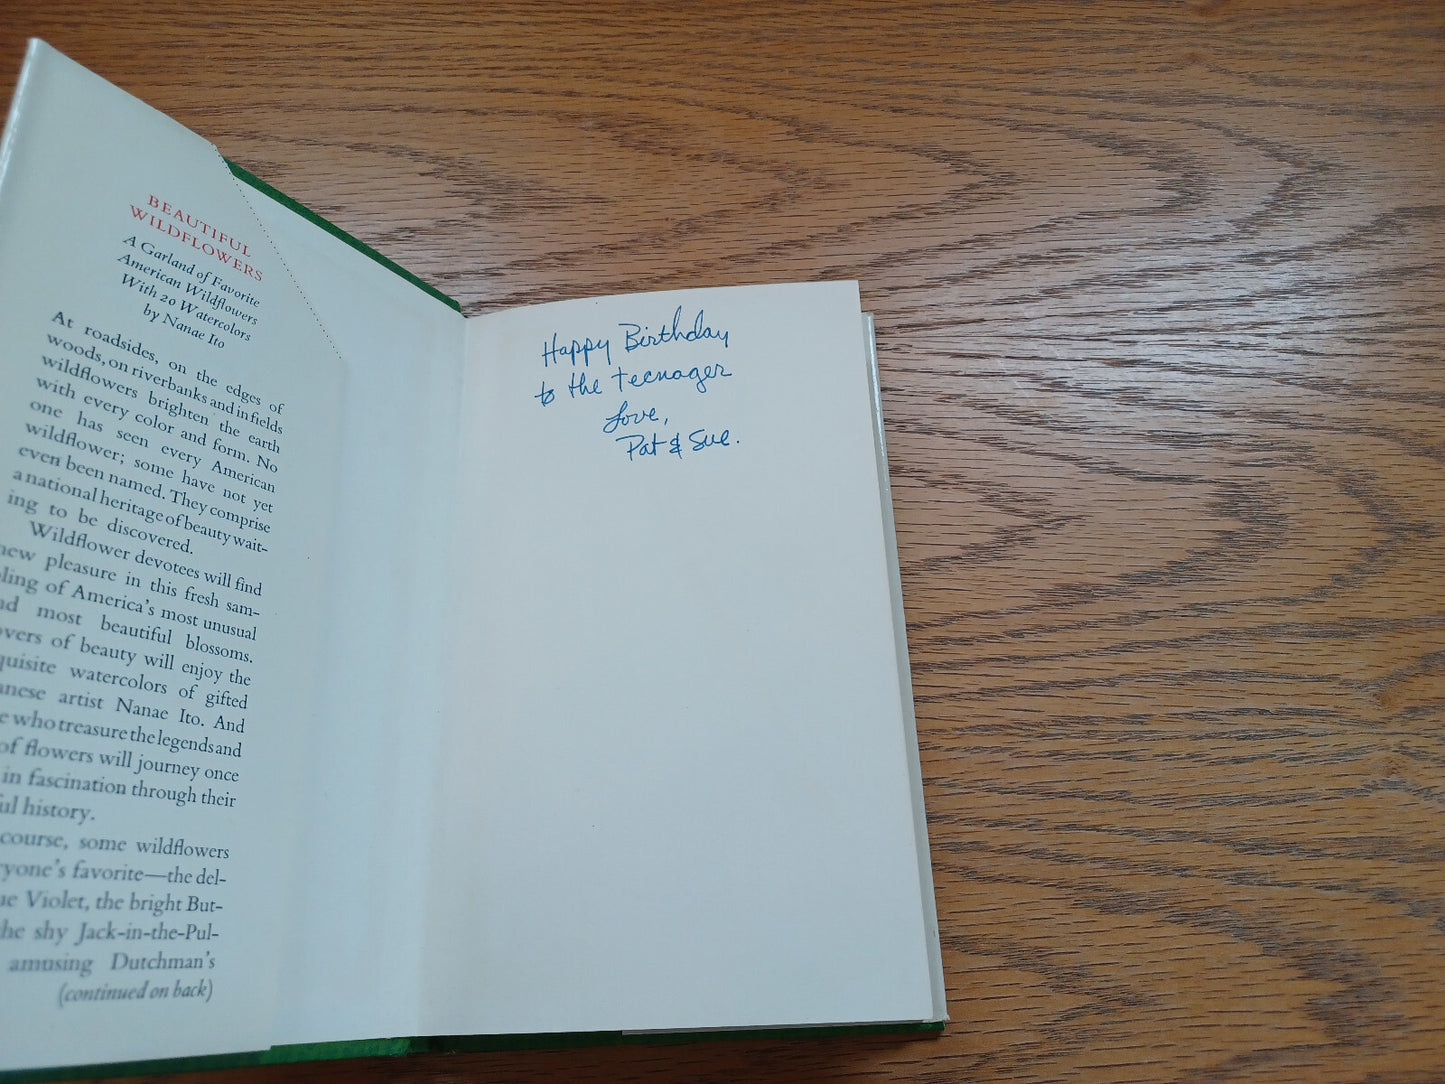 BEAUTIFUL
WILDFLOWERS
A Garland of Favorite
American Wildflowers
With 20 Watercolors
by Nanae Ito
At roadsides, on the edges of
woods, on riverbanks and in fields
wildflowers brighten the earth
with every color and form. No
one has seen every American
wildflower; some have not yet
even been named. They comprise
a national heritage of beauty wait-
ing to be discovered.
Wildflower devotees will find
new pleasure in this fresh sam-
pling of America's most unusual
most beautiful blossoms.
of beauty will enjoy the
watercolors of gifted
artist Nanae Ito. And
who treasure the legends and
of flowers will journey once
in fascination through their
history.
course, some wildflowers
favorite—the del-
Violet, the bright But-
the shy Jack-in-the-Pul-
amusing Dutchman's
(continued on back)
Happy Birthday
to the teenager
Love,
Pat & Sue.